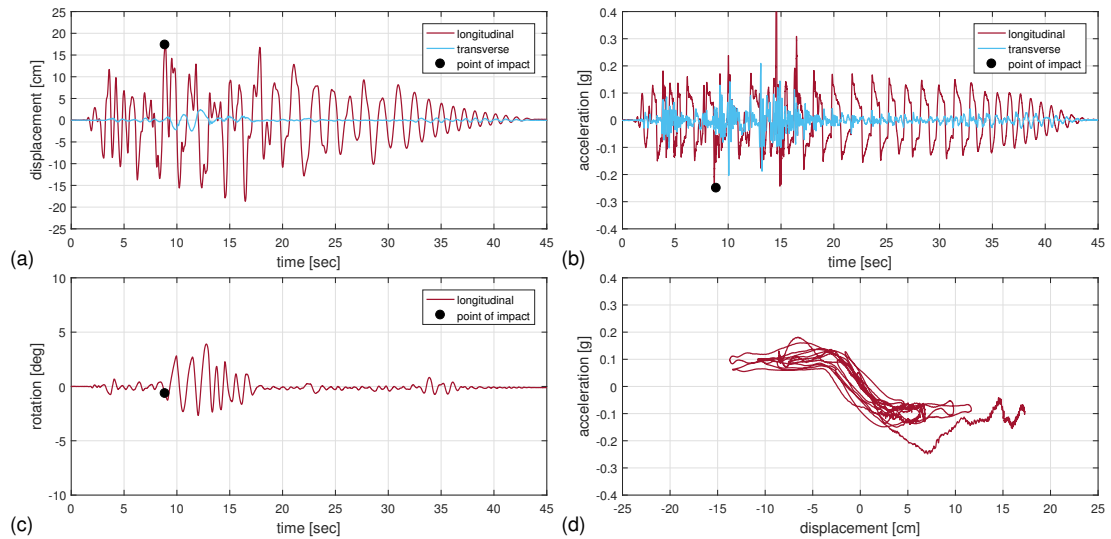 25
20
15
10
5
0
-5
-10
-15
-20
-25
displacement [cm]
longitudinal
transverse
point of impact
0 5 10 15 20 25 30 35 40 45
time [sec]
(a)
0.4
0.3
0.2
0.1
0
-0.1
-0.2
-0.3
-0.4
acceleration [g]
longitudinal
transverse
point of impact
0 5 10 15 20 25 30 35 40 45
time [sec]
(b)
10
5
0
-5
-10
rotation [deg]
longitudinal
point of impact
0 5 10 15 20 25 30 35 40 45
time [sec]
(c)
0.4
0.3
0.2
0.1
0
-0.1
-0.2
-0.3
-0.4
acceleration [g]
-25 -20 -15 -10 -5 0 5 10 15 20 25
displacement [cm]
(d)